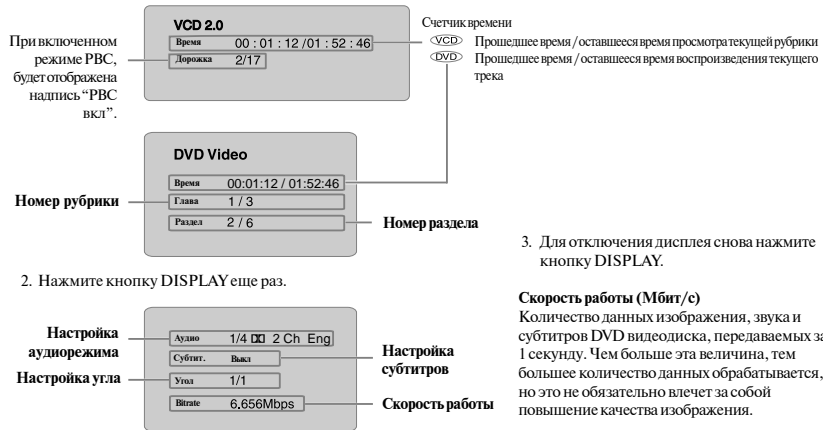 VCD 2.0
Время 00 : 01 : 12 /01 : 52 : 46
Дорожка 2/17
При включенном
режиме PBC,
будет отображена
надпись “PBC
вкл”.
Счетчик времени
VCD Прошедшее время / оставшееся время просмотра текущей рубрики
DVD Прошедшее время / оставшееся время воспроизведения текущего
трека
DVD Video
Время 00:01:12 / 01:52:46
Глава 1 / 3
Раздел 2 / 6
Номер рубрики
Номер раздела
2. Нажмите кнопку DISPLAY еще раз.
Настройка
аудиорежима
Настройка угла
Аудио 1/4 2 Ch Eng
Субтит. Выкл
Угол 1/1
Bitrate 6.656Mbps
Настройка
субтитров
Скорость работы
3. Для отключения дисплея снова нажмите
кнопку DISPLAY.
Скорость работы (Мбит/с)
Количество данных изображения, звука и
субтитров DVD видеодиска, передаваемых за
1 секунду. Чем больше эта величина, тем
большее количество данных обрабатывается,
но это не обязательно влечет за собой
повышение качества изображения.